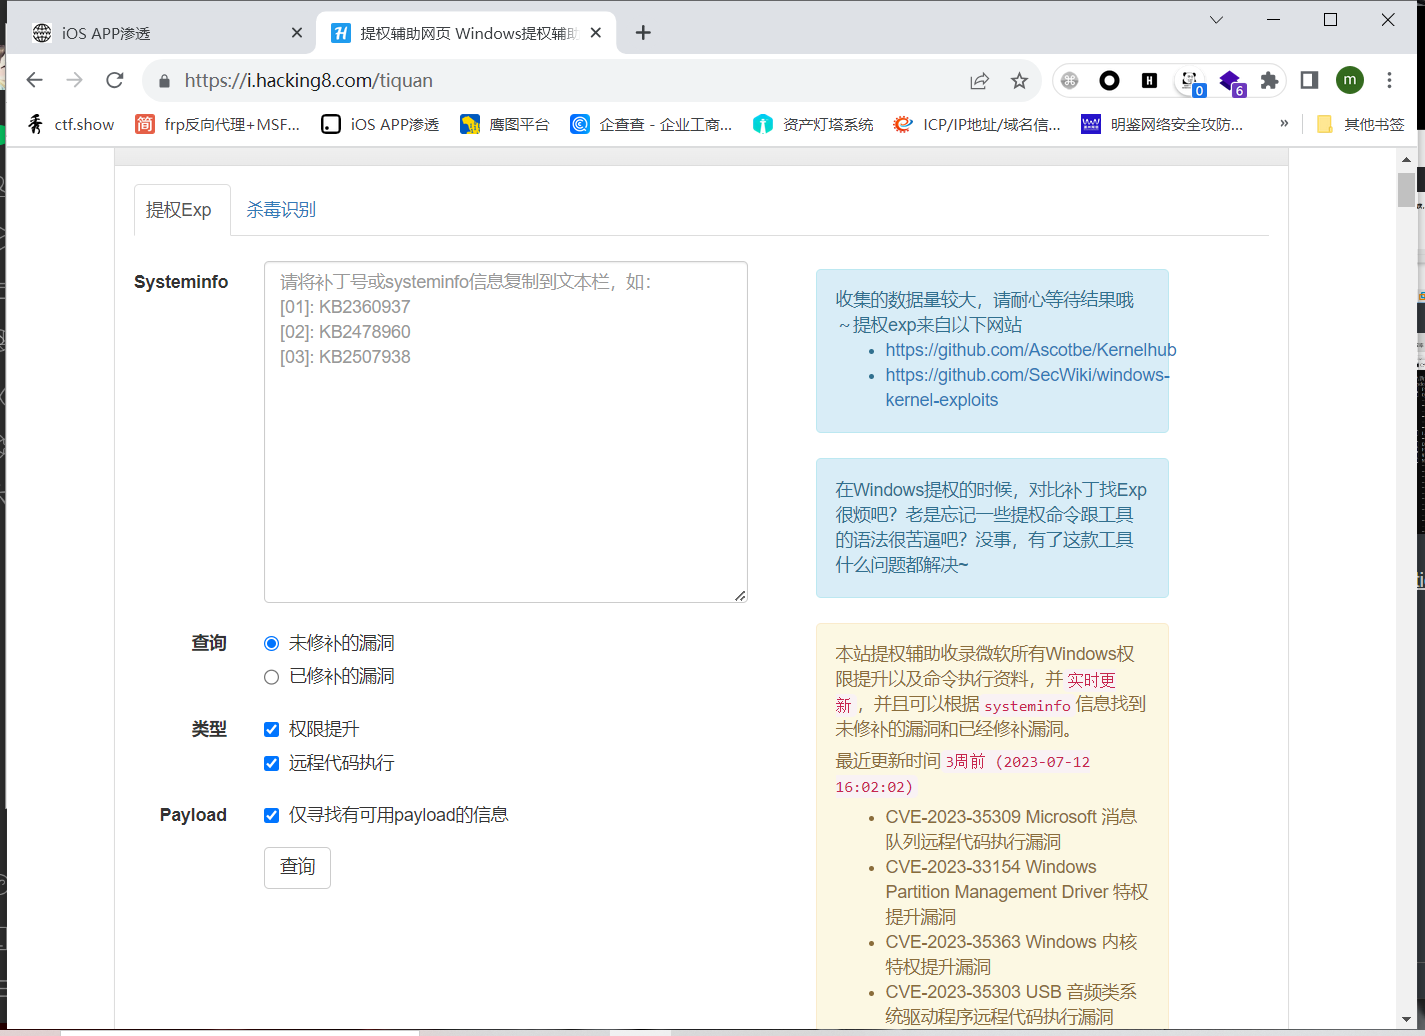 iOS APP渗透
提权辅助网页 Windows提权辅助
https://i.hacking8.com/tiquan
0
6
m
ctf.show
简
frp反向代理+MSF...
iOS APP渗透
鹰图平台
企查查 - 企业工商...
资产灯塔系统
ICP/IP地址/域名信...
明鉴网络安全攻防...
»
其他书签
提权Exp
杀毒识别
Systeminfo
请将补丁号或systeminfo信息复制到文本栏，如：
[01]: KB2360937
[02]: KB2478960
[03]: KB2507938
查询
未修补的漏洞
已修补的漏洞
类型
权限提升
远程代码执行
Payload
仅寻找有可用payload的信息
查询
收集的数据量较大，请耐心等待结果哦
～提权exp来自以下网站
https://github.com/Ascotbe/Kernelhub
https://github.com/SecWiki/windows-
kernel-exploits
在Windows提权的时候，对比补丁找Exp
很烦吧？老是忘记一些提权命令跟工具
的语法很苦逼吧？没事，有了这款工具
什么问题都解决~
本站提权辅助收录微软所有Windows权
限提升以及命令执行资料，并 实时更
新 ，并且可以根据 systeminfo 信息找到
未修补的漏洞和已经修补漏洞。
最近更新时间 3周前 (2023-07-12
16:02:02)
CVE-2023-35309 Microsoft 消息
队列远程代码执行漏洞
CVE-2023-33154 Windows
Partition Management Driver 特权
提升漏洞
CVE-2023-35363 Windows 内核
特权提升漏洞
CVE-2023-35303 USB 音频类系
统驱动程序远程代码执行漏洞